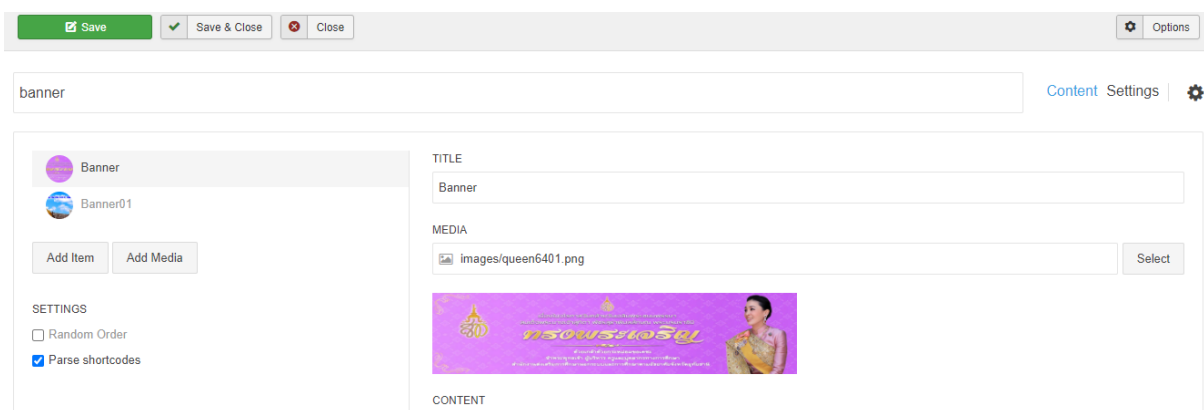 Save
Save & Close
Close
Options
banner
Content
Settings
Banner
Banner01
Add Item
Add Media
SETTINGS
Random Order
Parse shortcodes
TITLE
Banner
MEDIA
images/queen6401.png
Select
ทรงพระเจริญ
CONTENT